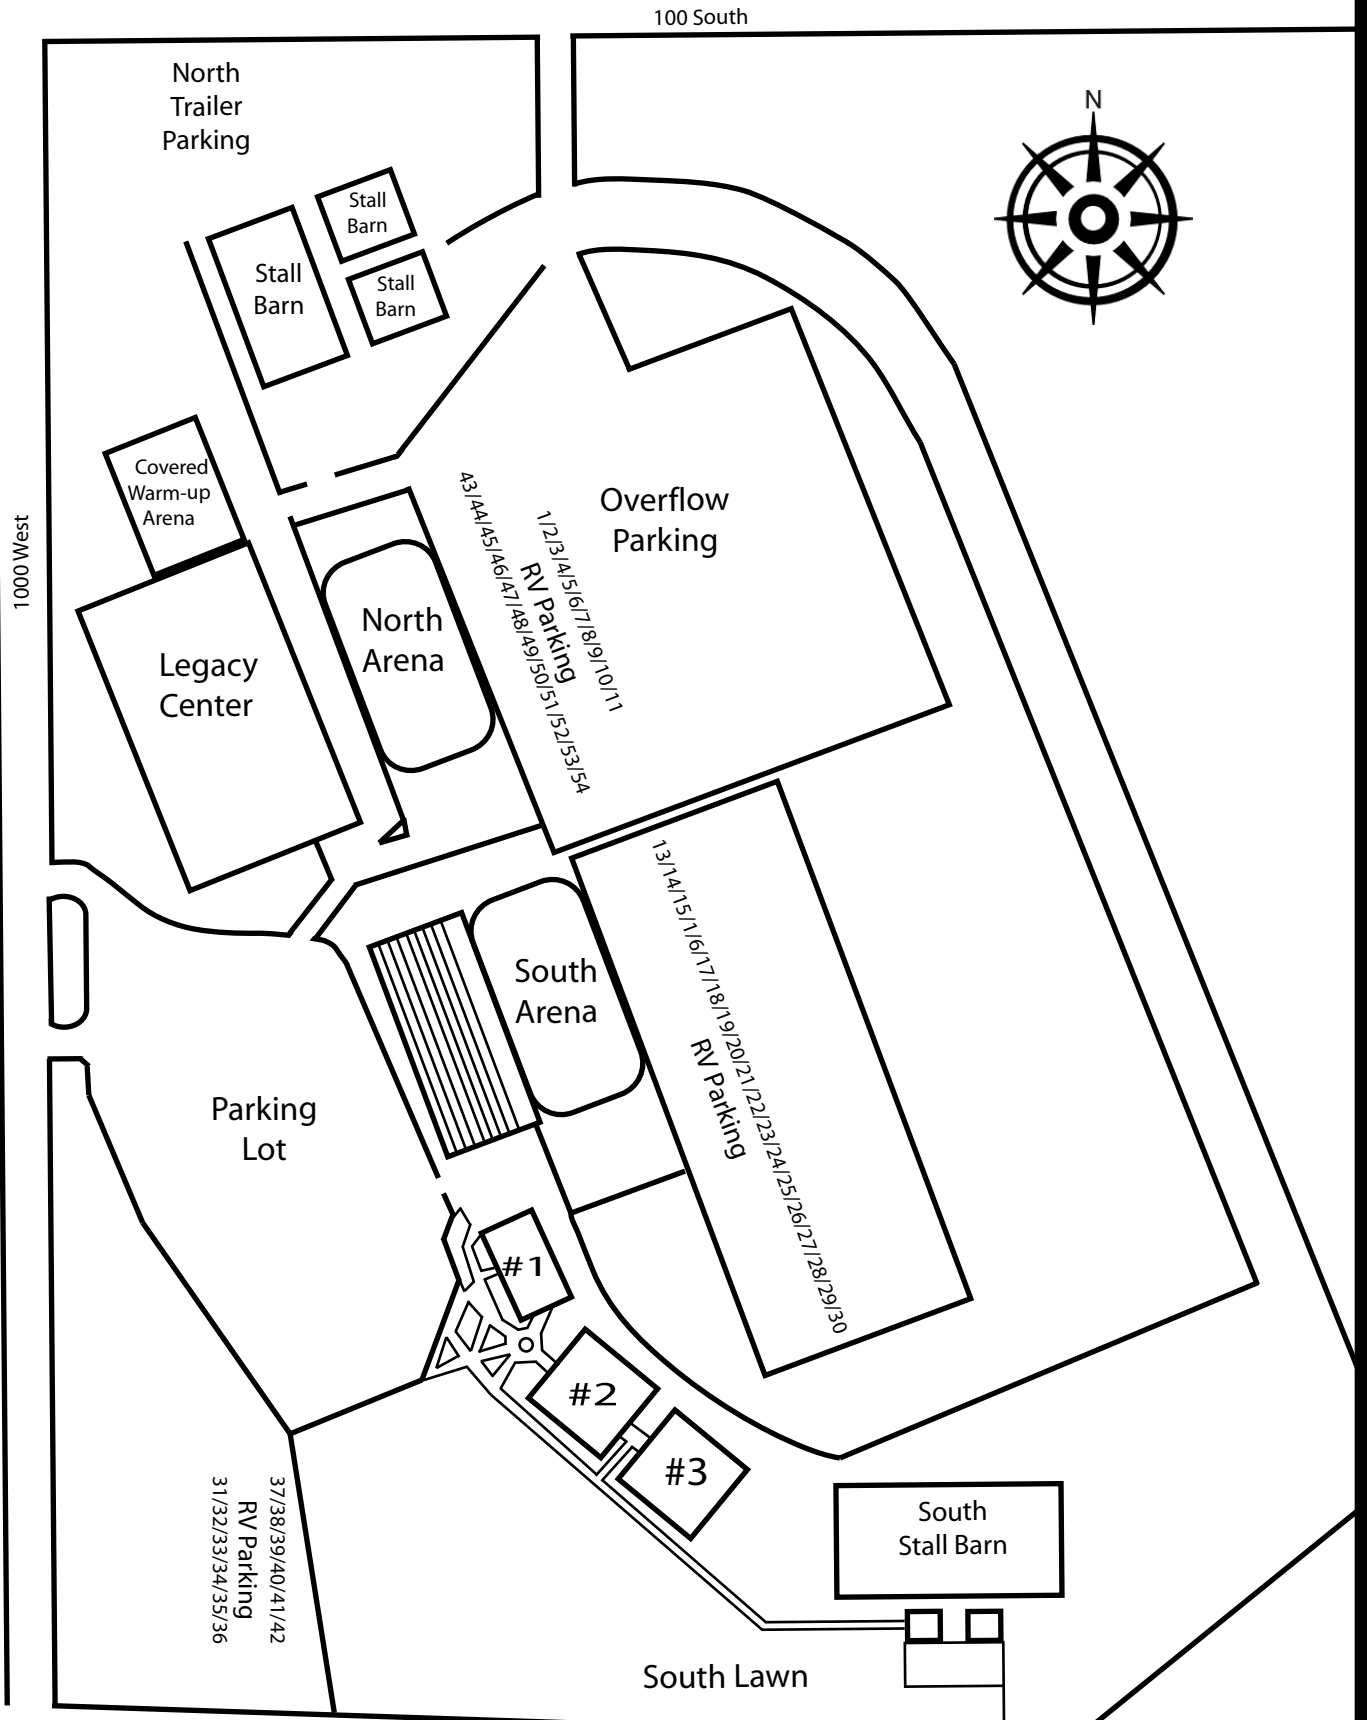 100 South
North
Trailer
Parking
N
Stall
Barn
Stall
Barn
Stall
Barn
Covered
Warm-up
Arena
1000 West
43/44/45/46/47/48/49/50/51/52/53/54
RV Parking
1/2/3/4/5/6/7/8/9/10/11
Overflow
Parking
North
Arena
Legacy
Center
13/14/15/1/6/17/18/19/20/21/22/23/24/25/26/27/28/29/30
RV Parking
South
Arena
Parking
Lot
#1
#2
#3
37/38/39/40/41/42
RV Parking
31/32/33/34/35/36
South
Stall Barn
South Lawn